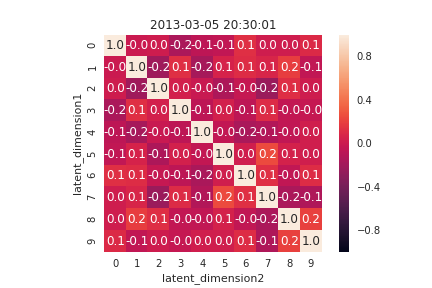 2013-03-05 20:30:01
latent_dimension1
0 1.0 -0.0 0.0 -0.2 -0.1 -0.1 0.1 0.0 0.0 0.1
1 -0.0 1.0 -0.2 0.1 -0.2 0.1 0.1 0.1 0.2 -0.1
2 0.0 -0.2 1.0 0.0 -0.0 -0.1 -0.0 -0.2 0.1 0.0
3 -0.2 0.1 0.0 1.0 -0.1 0.0 -0.1 0.1 -0.0 -0.0
4 -0.1 -0.2 -0.0 -0.1 1.0 -0.0 -0.2 -0.1 -0.0 0.0
5 -0.1 0.1 -0.1 0.0 -0.0 1.0 0.0 0.2 0.1 0.0
6 0.1 0.1 -0.0 -0.1 -0.2 0.0 1.0 0.1 -0.0 0.1
7 0.0 0.1 -0.2 0.1 -0.1 0.2 0.1 1.0 -0.2 -0.1
8 0.0 0.2 0.1 -0.0 -0.0 0.1 -0.0 -0.2 1.0 0.2
9 0.1 -0.1 0.0 -0.0 0.0 0.0 0.1 -0.1 0.2 1.0
0 1 2 3 4 5 6 7 8 9
latent_dimension2
0.8
0.4
0.0
−0.4
−0.8